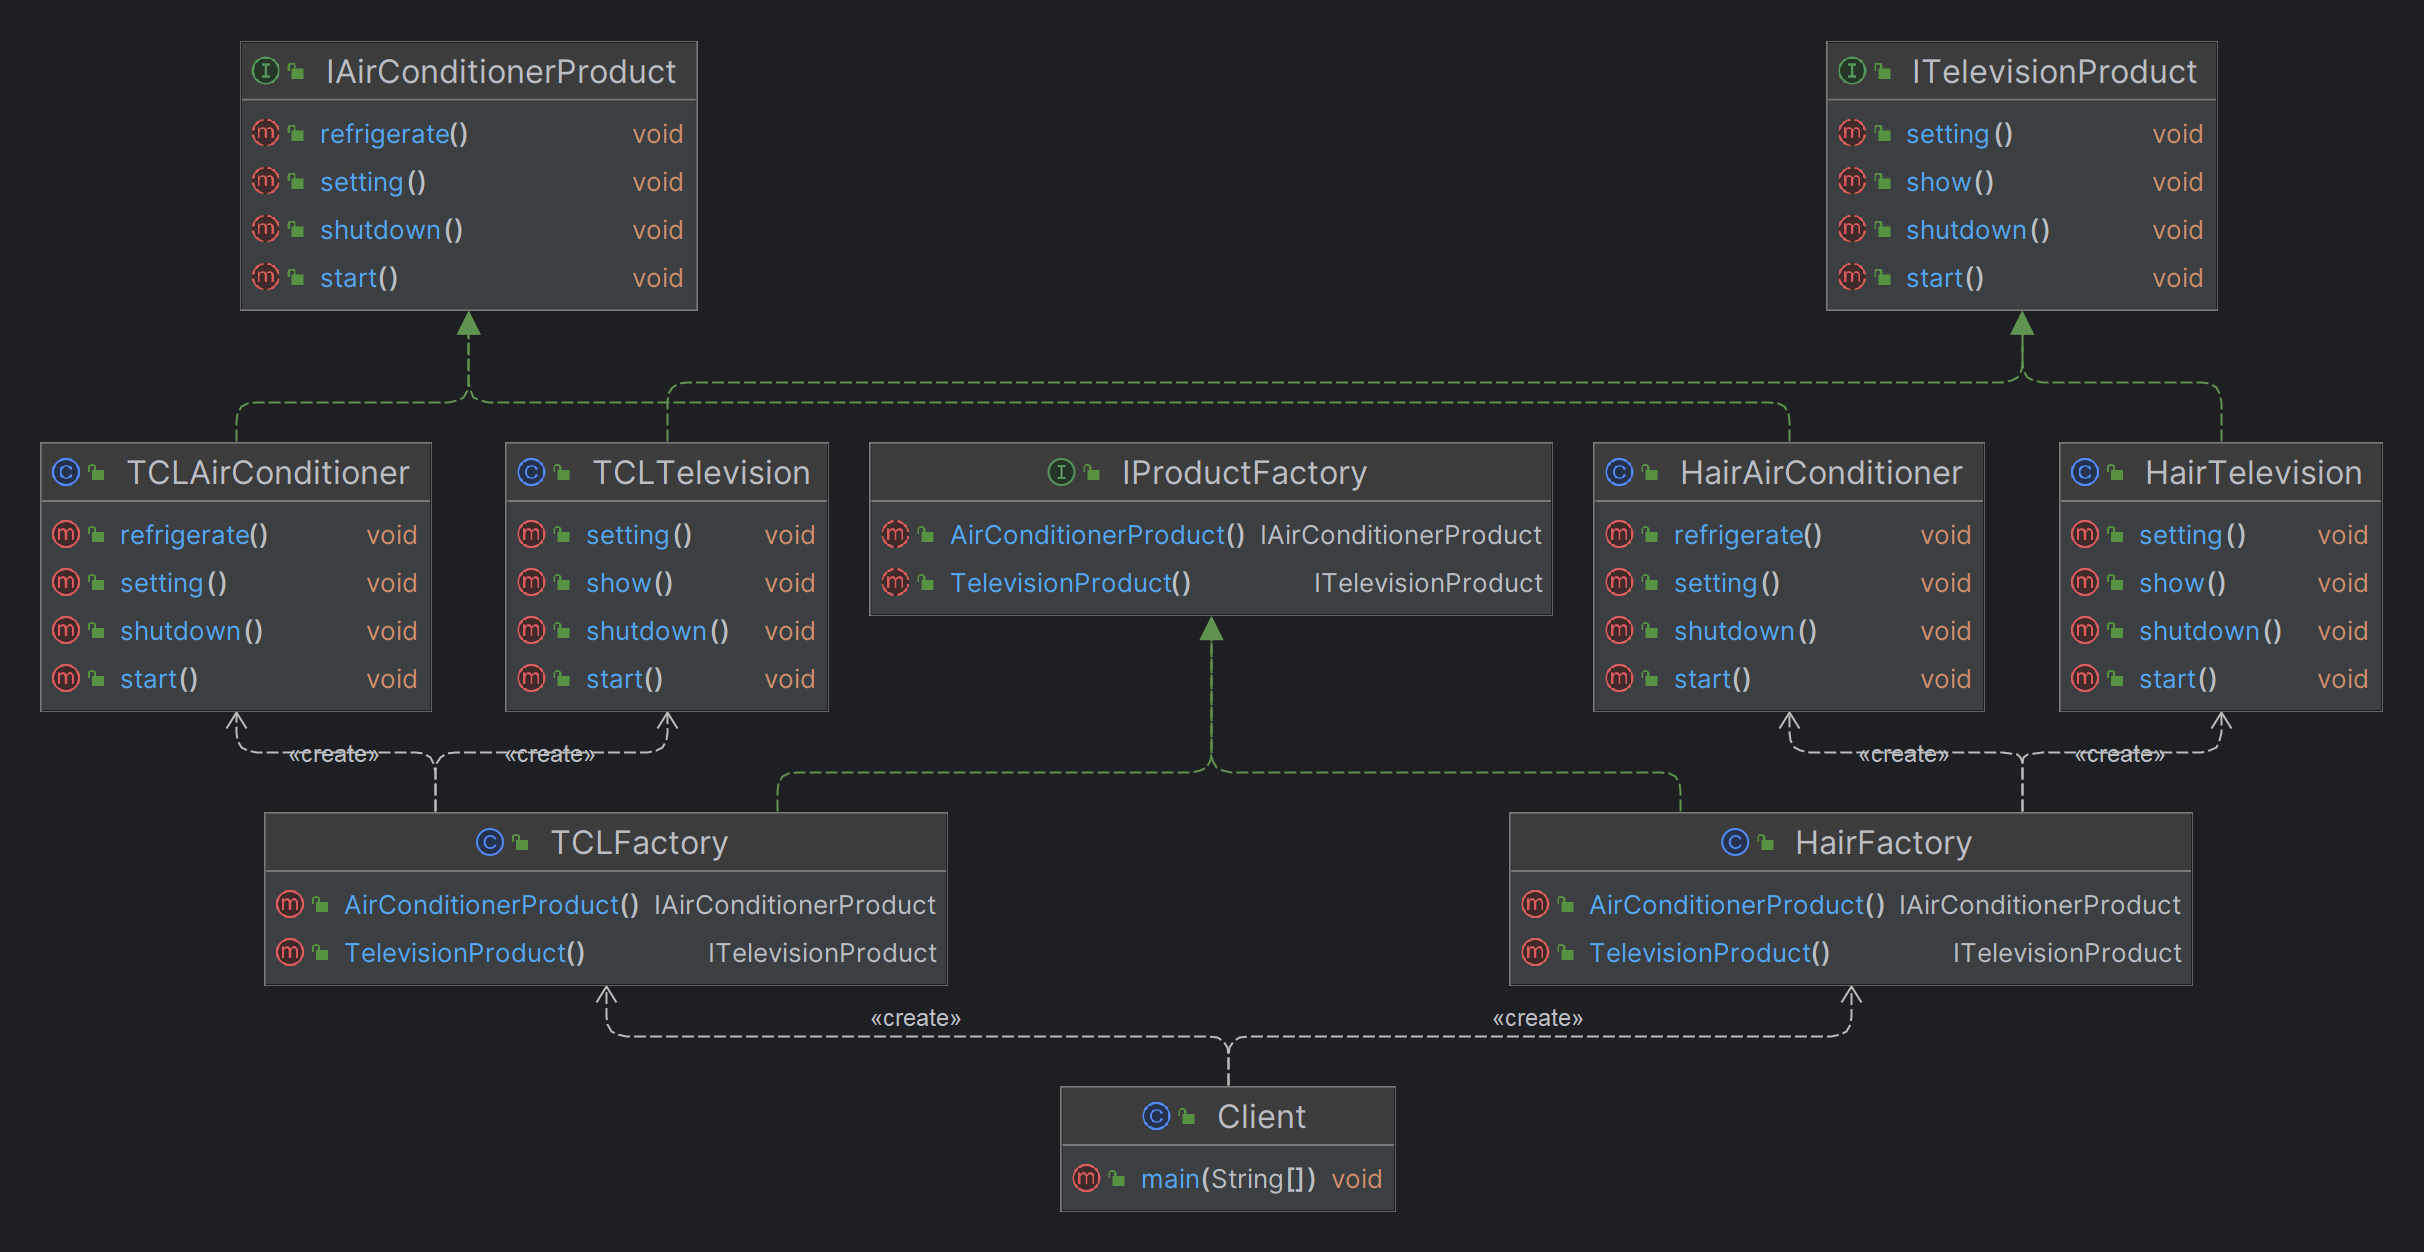 IAirConditionerProduct
refrigerate() void
setting() void
shutdown() void
start() void
ITelevisionProduct
setting() void
show() void
shutdown() void
start() void
TCLAirConditioner
refrigerate() void
setting() void
shutdown() void
start() void
TCLTelevision
setting() void
show() void
shutdown() void
start() void
IProductFactory
AirConditionerProduct() IAirConditionerProduct
TelevisionProduct() ITelevisionProduct
HairAirConditioner
refrigerate() void
setting() void
shutdown() void
start() void
HairTelevision
setting() void
show() void
shutdown() void
start() void
«create»
«create»
«create»
«create»
TCLFactory
AirConditionerProduct() IAirConditionerProduct
TelevisionProduct() ITelevisionProduct
HairFactory
AirConditionerProduct() IAirConditionerProduct
TelevisionProduct() ITelevisionProduct
«create»
«create»
Client
main(String[]) void